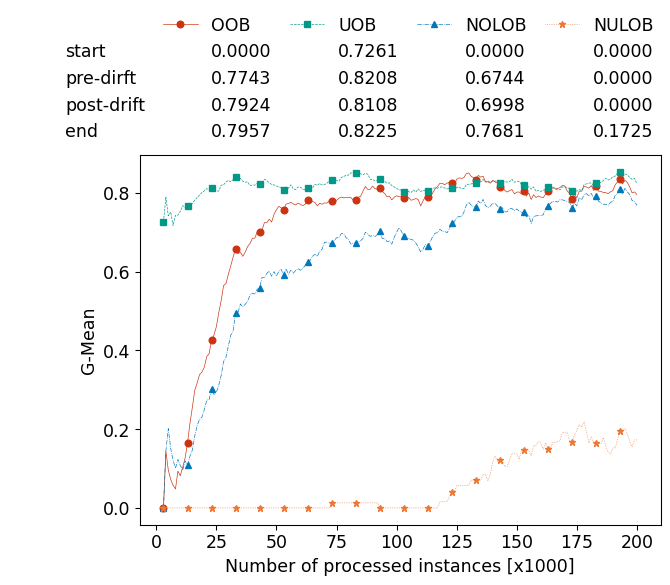 OOB UOB NOLOB NULOB
start 0.0000 0.7261 0.0000 0.0000
pre-dirft 0.7743 0.8208 0.6744 0.0000
post-drift 0.7924 0.8108 0.6998 0.0000
end 0.7957 0.8225 0.7681 0.1725
0.8
0.6
0.4
0.2
0.0
G-Mean
0 25 50 75 100 125 150 175 200
Number of processed instances [x1000]